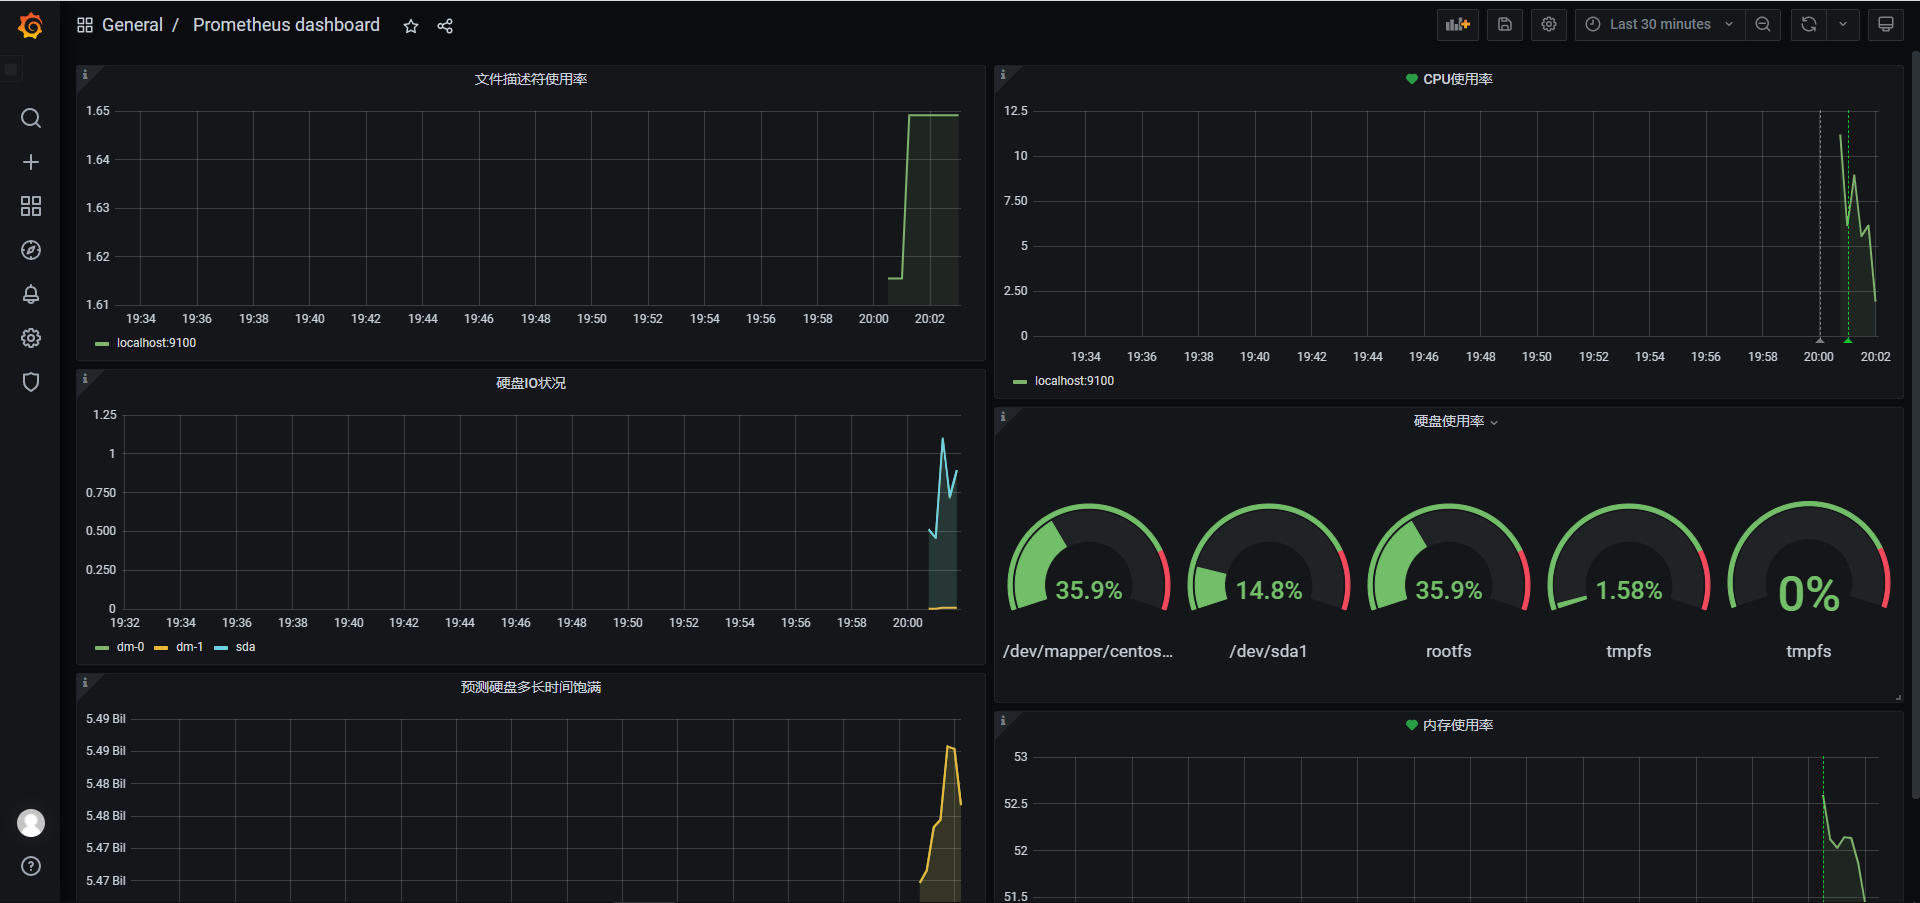 General / Prometheus dashboard
Last 30 minutes
文件描述符使用率
1.65
1.64
1.63
1.62
1.61
19:34 19:36 19:38 19:40 19:42 19:44 19:46 19:48 19:50 19:52 19:54 19:56 19:58 20:00 20:02
localhost:9100
CPU使用率
12.5
10
7.50
5
2.50
0
19:34 19:36 19:38 19:40 19:42 19:44 19:46 19:48 19:50 19:52 19:54 19:56 19:58 20:00 20:02
localhost:9100
硬盘IO状况
1.25
1
0.750
0.500
0.250
0
19:32 19:34 19:36 19:38 19:40 19:42 19:44 19:46 19:48 19:50 19:52 19:54 19:56 19:58 20:00
dm-0 dm-1 sda
硬盘使用率
35.9% 14.8% 35.9% 1.58% 0%
/dev/mapper/centos... /dev/sda1 rootfs tmpfs tmpfs
预测硬盘多长时间饱满
5.49 Bil
5.49 Bil
5.48 Bil
5.48 Bil
5.47 Bil
5.47 Bil
内存使用率
53
52.5
52
51.5